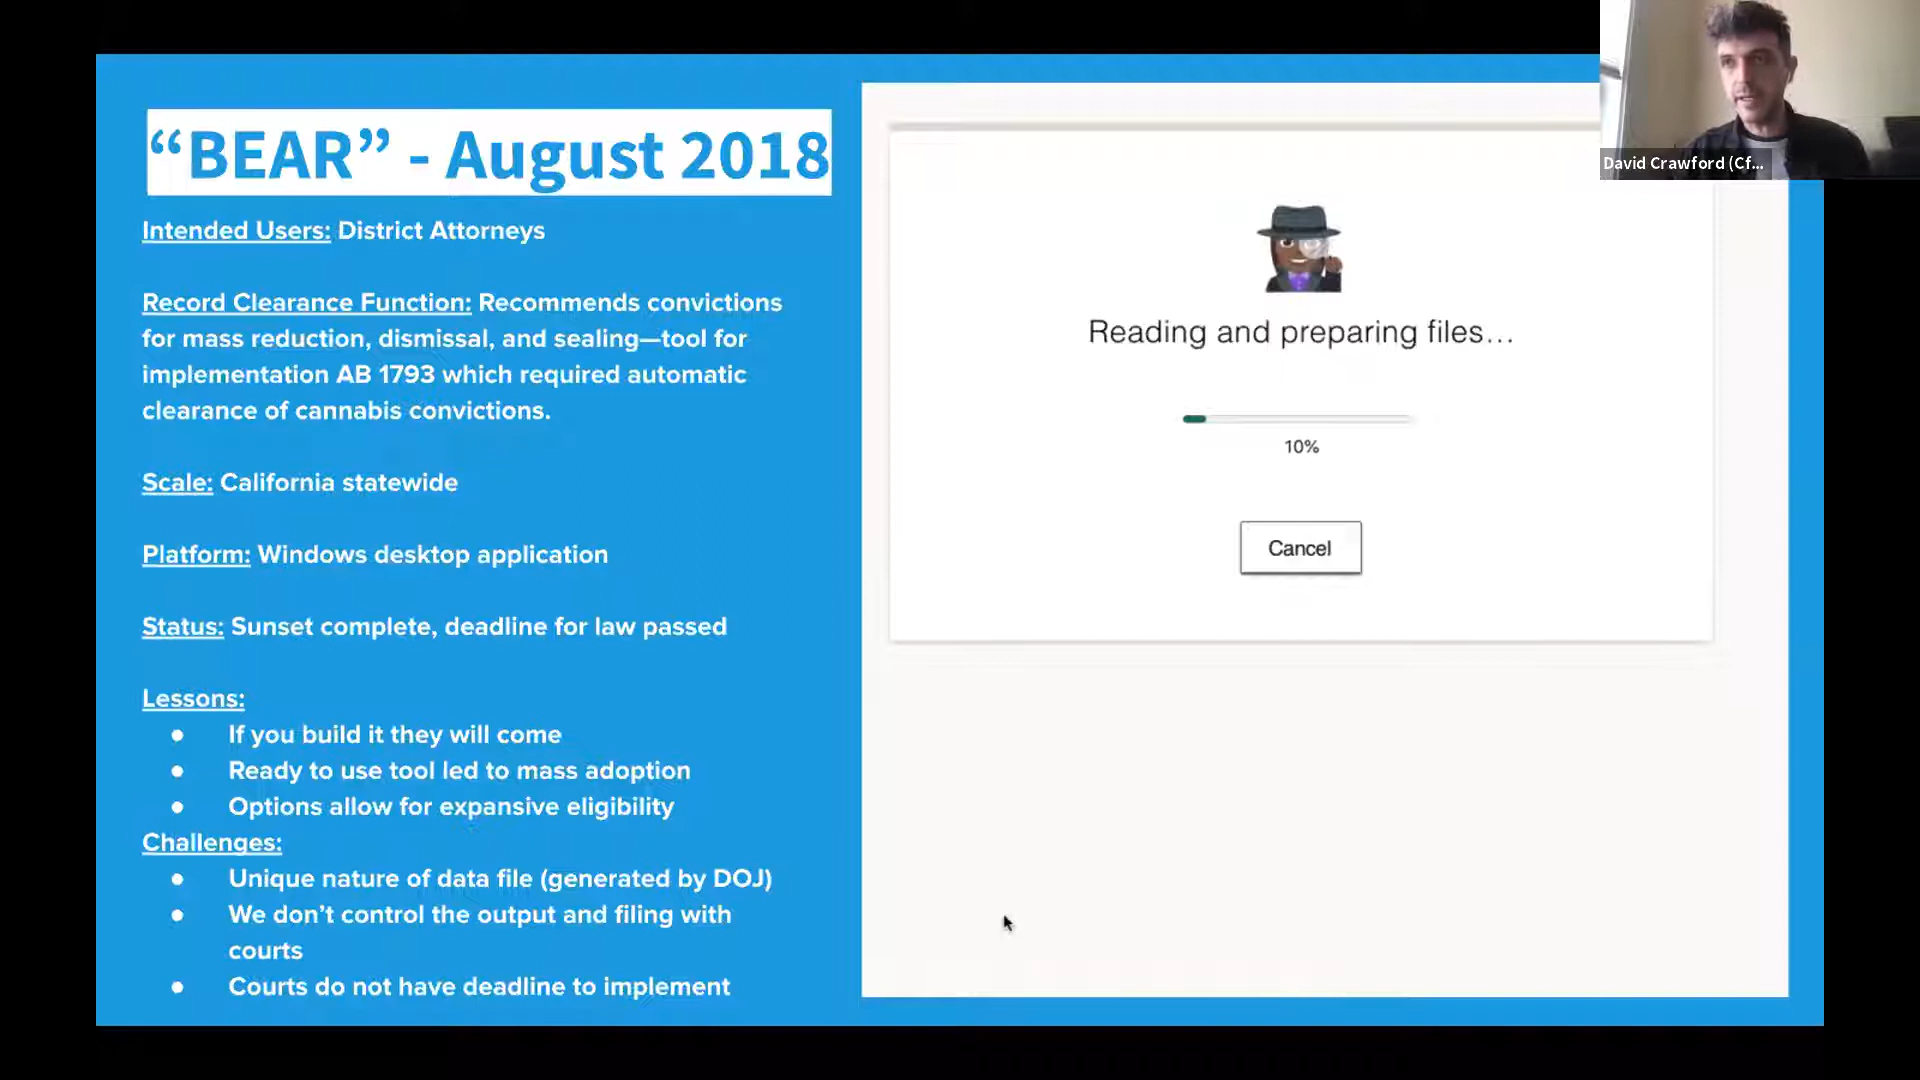 “BEAR” - August 2018
Intended Users: District Attorneys
Record Clearance Function: Recommends convictions
for mass reduction, dismissal, and sealing—tool for
implementation AB 1793 which required automatic
clearance of cannabis convictions.
Scale: California statewide
Platform: Windows desktop application
Status: Sunset complete, deadline for law passed
Lessons:
● If you build it they will come
● Ready to use tool led to mass adoption
● Options allow for expansive eligibility
Challenges:
● Unique nature of data file (generated by DOJ)
● We don’t control the output and filing with
courts
● Courts do not have deadline to implement
Reading and preparing files...
10%
Cancel
David Crawford (Cf...